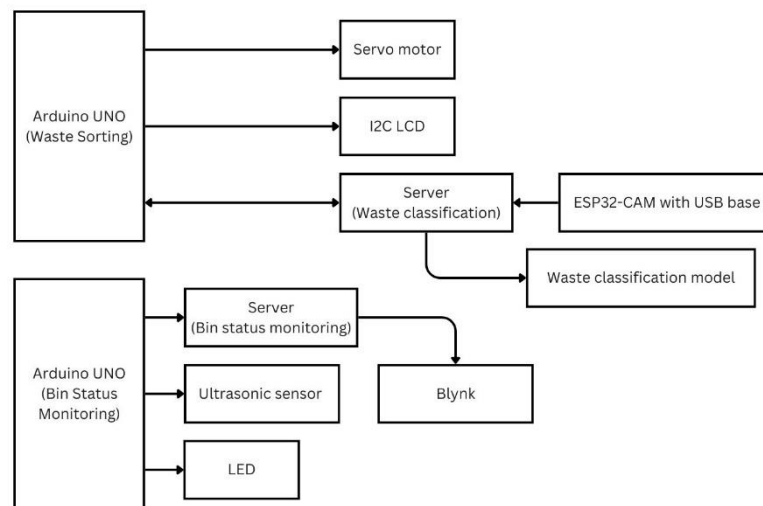 Servo motor
Arduino UNO
(Waste Sorting)
I2C LCD
Server
(Waste classification)
ESP32-CAM with USB base
Waste classification model
Server
(Bin status monitoring)
Arduino UNO
(Bin Status
Monitoring)
Ultrasonic sensor
Blynk
LED